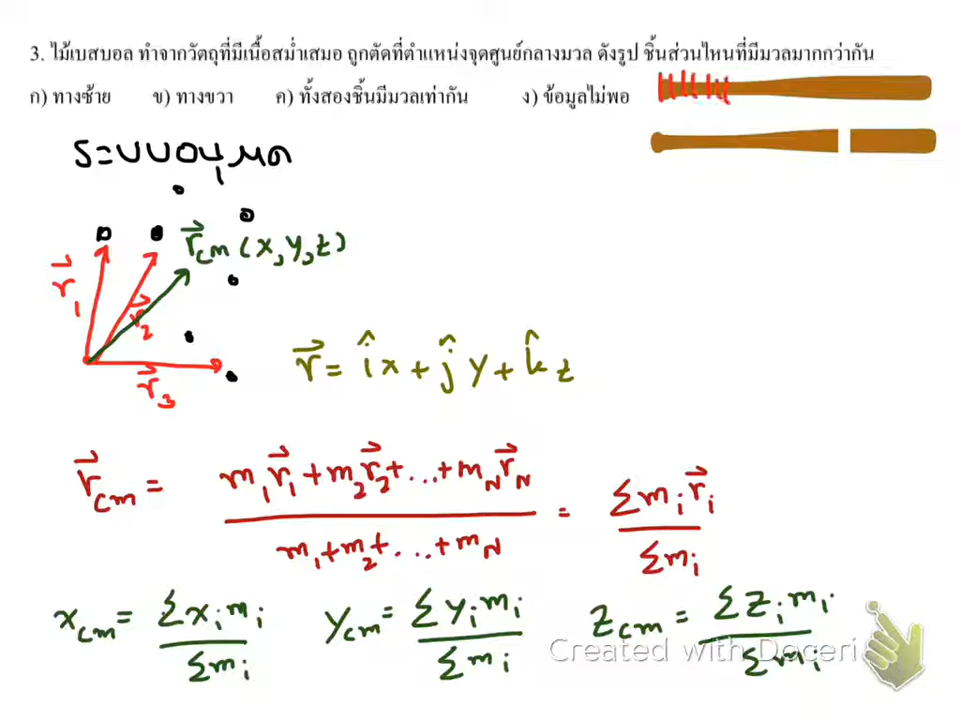 3. ไม้เบสบอล ทำจากวัตถุที่มีเนื้อสม่ำเสมอ ถูกตัดที่ตำแหน่งจุดศูนย์กลางมวล ดังรูป ชิ้นส่วนไหนที่มีมวลมากกว่ากัน
ก) ทางซ้าย ข) ทางขวา ค) ทั้งสองชิ้นมีมวลเท่ากัน ง) ข้อมูลไม่พอ
ระบบอนุภาค
r⃗cm (x, y, z)
r⃗₁
r⃗₂
r⃗₃
r⃗ = îx + ĵy + k̂z
r⃗cm = (m₁r⃗₁ + m₂r⃗₂ + ... + mNr⃗N) / (m₁ + m₂ + ... + mN) = Σmᵢr⃗ᵢ / Σmᵢ
xcm = Σxᵢmᵢ / Σmᵢ ycm = Σyᵢmᵢ / Σmᵢ zcm = Σzᵢmᵢ / Σmᵢ
Created with Doceri